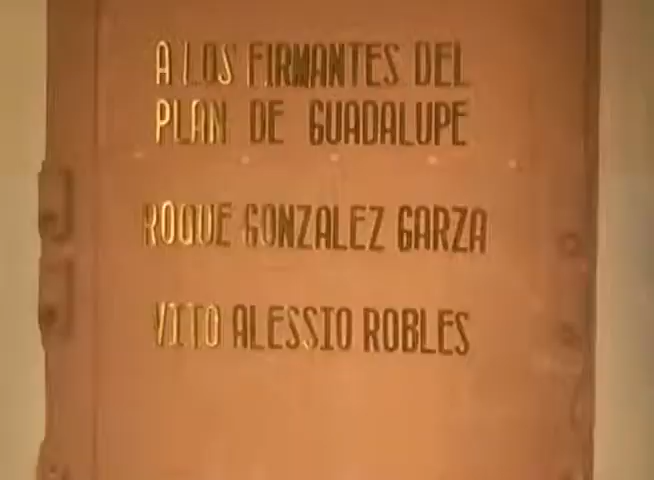 A LOS FIRMANTES DEL
PLAN DE GUADALUPE
ROQUE GONZALEZ GARZA
VITO ALESSIO ROBLES